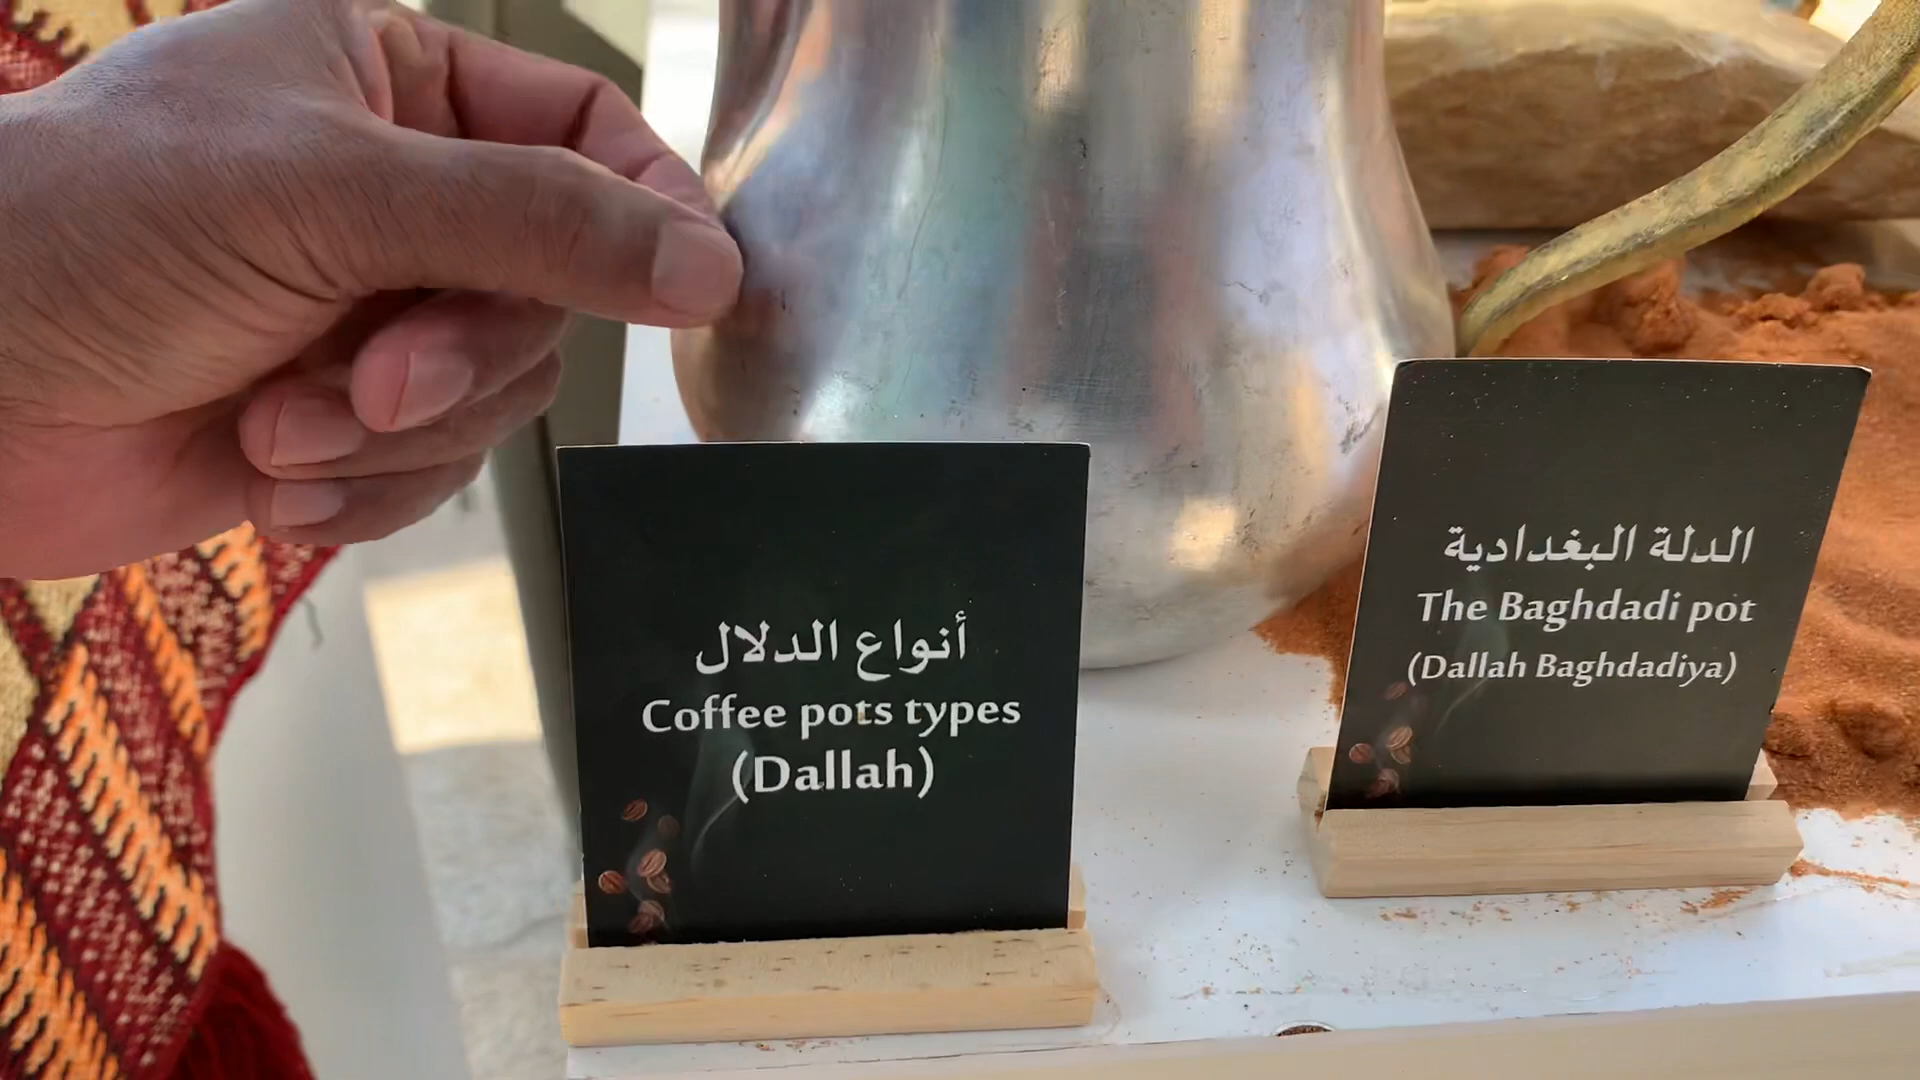 أنواع الدلال
Coffee pots types
(Dallah)
الدلة البغدادية
The Baghdadi pot
(Dallah Baghdadiya)